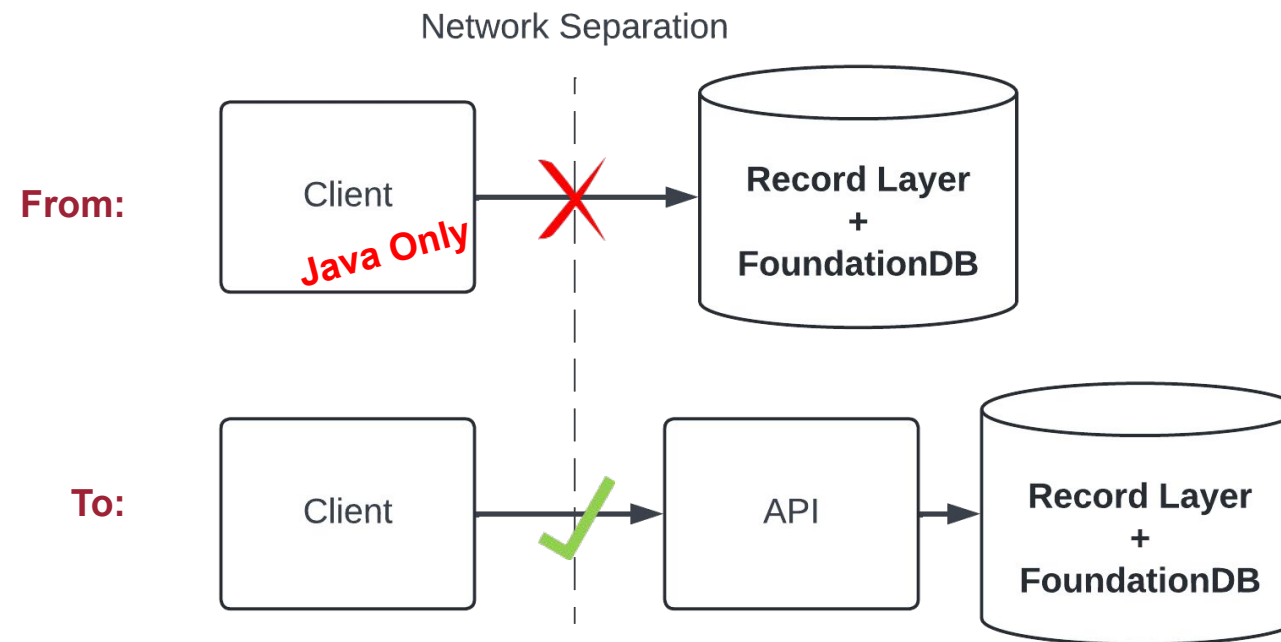 Network Separation
From:
Client
Java Only
Record Layer
+
FoundationDB
To:
Client
API
Record Layer
+
FoundationDB